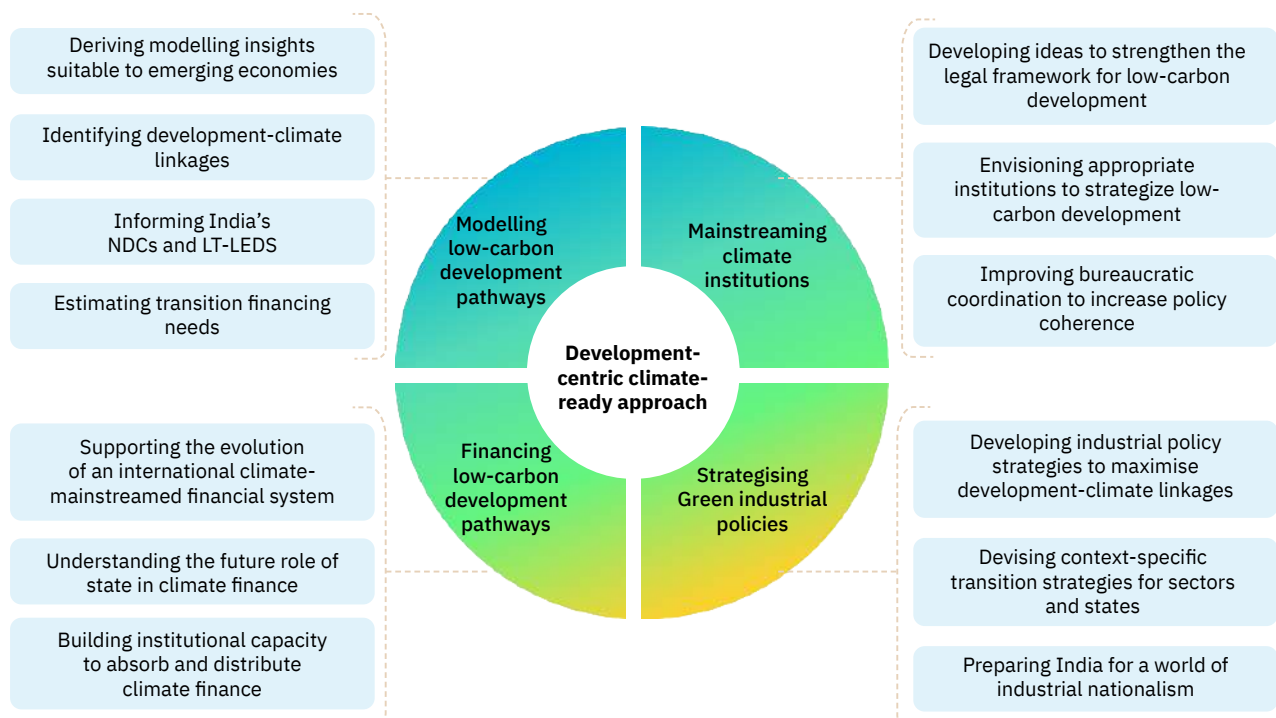 Deriving modelling insights
suitable to emerging economies
Identifying development-climate
linkages
Informing India’s
NDCs and LT-LEDS
Estimating transition financing
needs
Modelling
low-carbon
development
pathways
Mainstreaming
climate
institutions
Developing ideas to strengthen the
legal framework for low-carbon
development
Envisioning appropriate
institutions to strategize low-
carbon development
Improving bureaucratic
coordination to increase policy
coherence
Development-
centric climate-
ready approach
Supporting the evolution
of an international climate-
mainstreamed financial system
Understanding the future role of
state in climate finance
Building institutional capacity
to absorb and distribute
climate finance
Financing
low-carbon
development
pathways
Strategising
Green industrial
policies
Developing industrial policy
strategies to maximise
development-climate linkages
Devising context-specific
transition strategies for sectors
and states
Preparing India for a world of
industrial nationalism